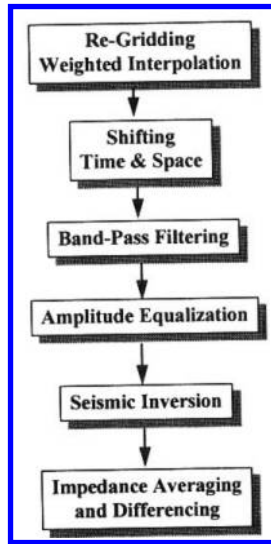 Re-Gridding
Weighted Interpolation
Shifting
Time & Space
Band-Pass Filtering
Amplitude Equalization
Seismic Inversion
Impedance Averaging
and Differencing